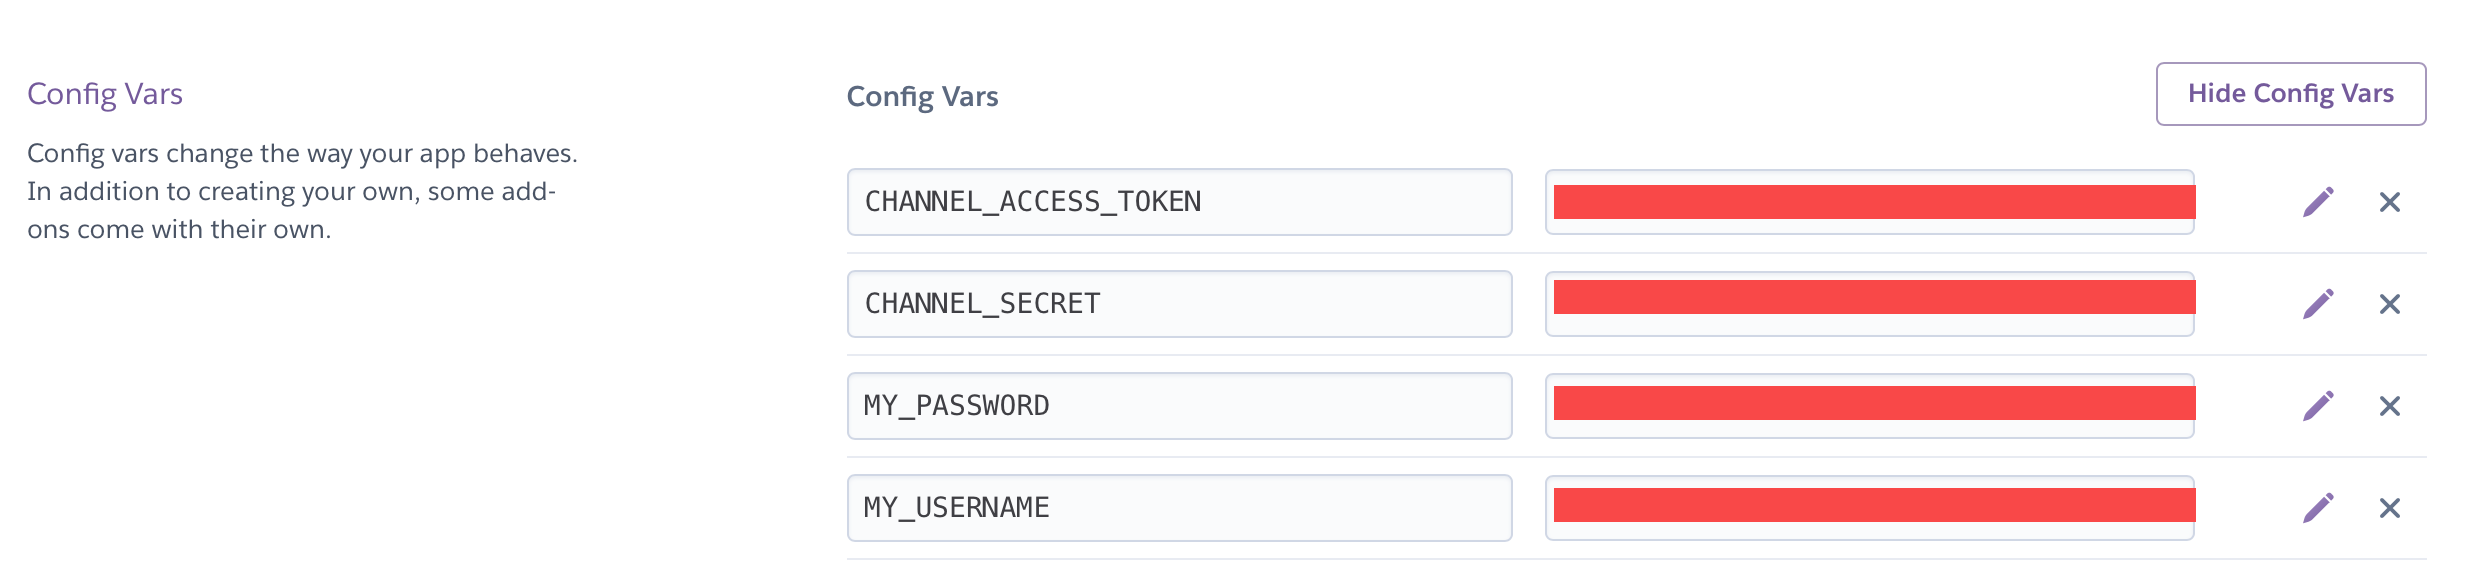 Config Vars
Config vars change the way your app behaves.
In addition to creating your own, some add-
ons come with their own.
Config Vars
Hide Config Vars
CHANNEL_ACCESS_TOKEN
CHANNEL_SECRET
MY_PASSWORD
MY_USERNAME